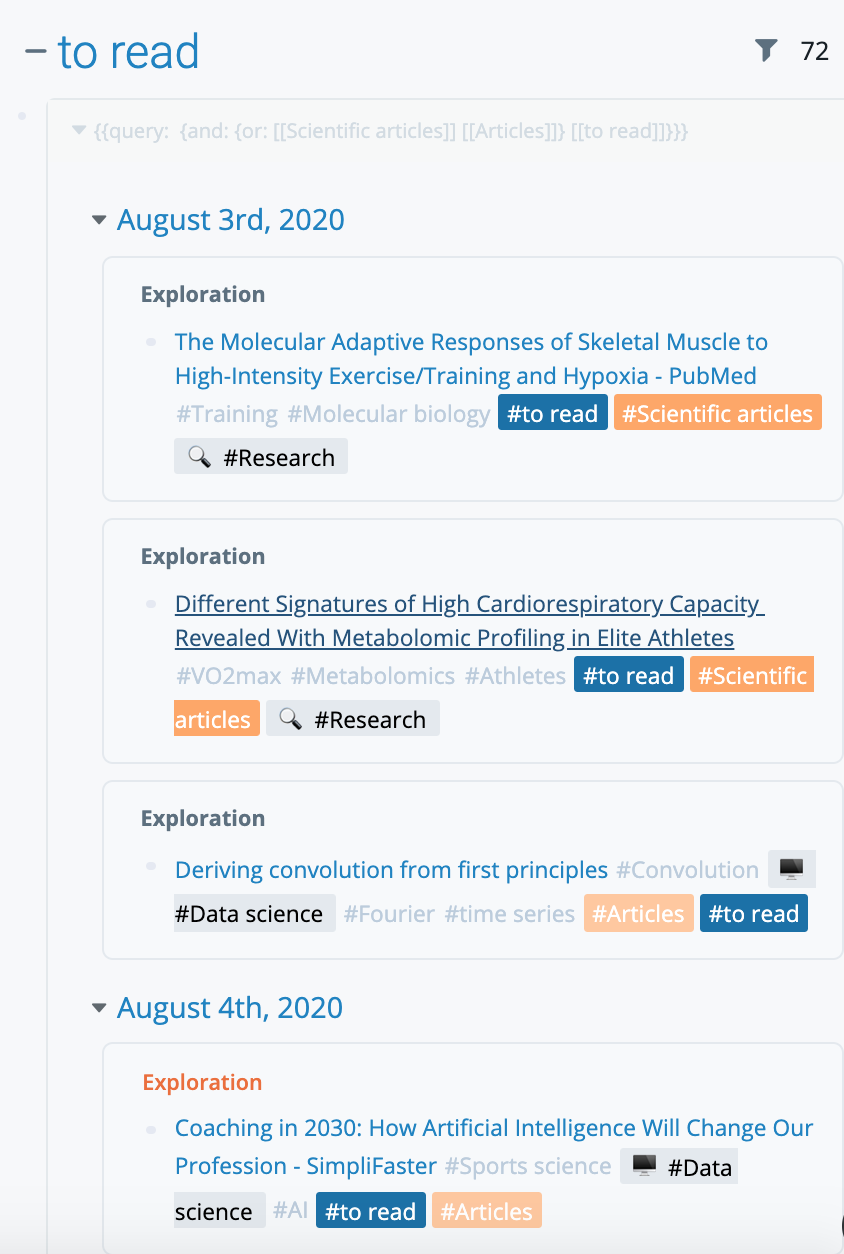 to read
72
{{query: {and: {or: [[Scientific articles]] [[Articles]]} [[to read]]}}}
August 3rd, 2020
Exploration
The Molecular Adaptive Responses of Skeletal Muscle to
High-Intensity Exercise/Training and Hypoxia - PubMed
#Training #Molecular biology #to read #Scientific articles
#Research
Exploration
Different Signatures of High Cardiorespiratory Capacity
Revealed With Metabolomic Profiling in Elite Athletes
#VO2max #Metabolomics #Athletes #to read #Scientific
articles #Research
Exploration
Deriving convolution from first principles #Convolution
#Data science #Fourier #time series #Articles #to read
August 4th, 2020
Exploration
Coaching in 2030: How Artificial Intelligence Will Change Our
Profession - SimpliFaster #Sports science #Data
science #AI #to read #Articles